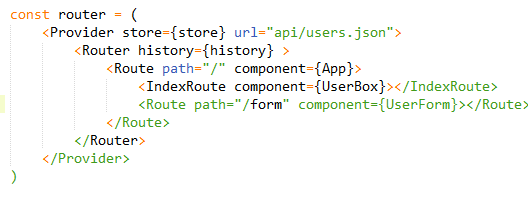 const router = (
    <Provider store={store} url="api/users.json">
        <Router history={history} >
            <Route path="/" component={App}>
                <IndexRoute component={UserBox}></IndexRoute>
                <Route path="/form" component={UserForm}></Route>
            </Route>
        </Router>
    </Provider>
)